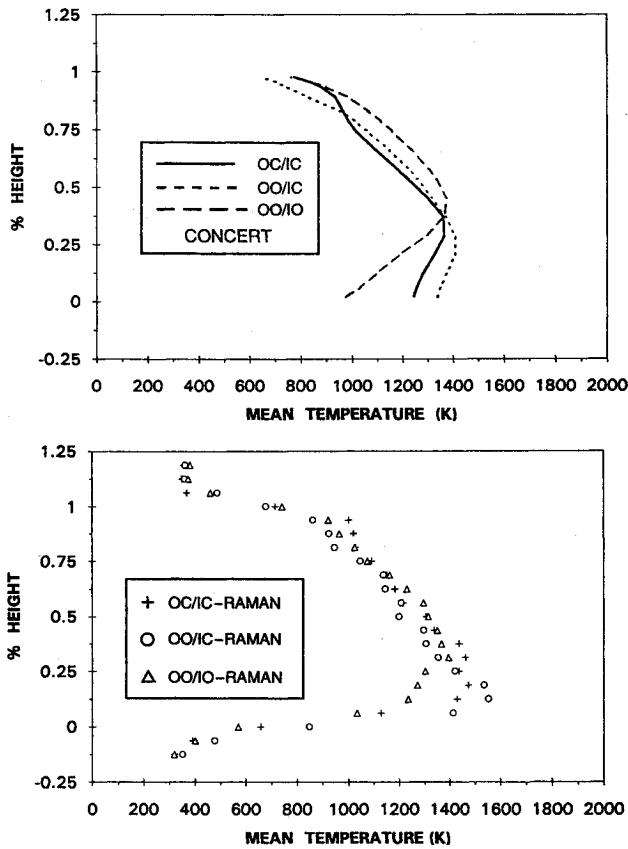 1.25
1
0.75
0.5
0.25
0
-0.25
% HEIGHT
OC/IC
OO/IC
OO/IO
CONCERT
0 200 400 600 800 1000 1200 1400 1600 1800 2000
MEAN TEMPERATURE (K)
1.25
1
0.75
0.5
0.25
0
-0.25
% HEIGHT
OC/IC-RAMAN
OO/IC-RAMAN
OO/IO-RAMAN
0 200 400 600 800 1000 1200 1400 1600 1800 2000
MEAN TEMPERATURE (K)